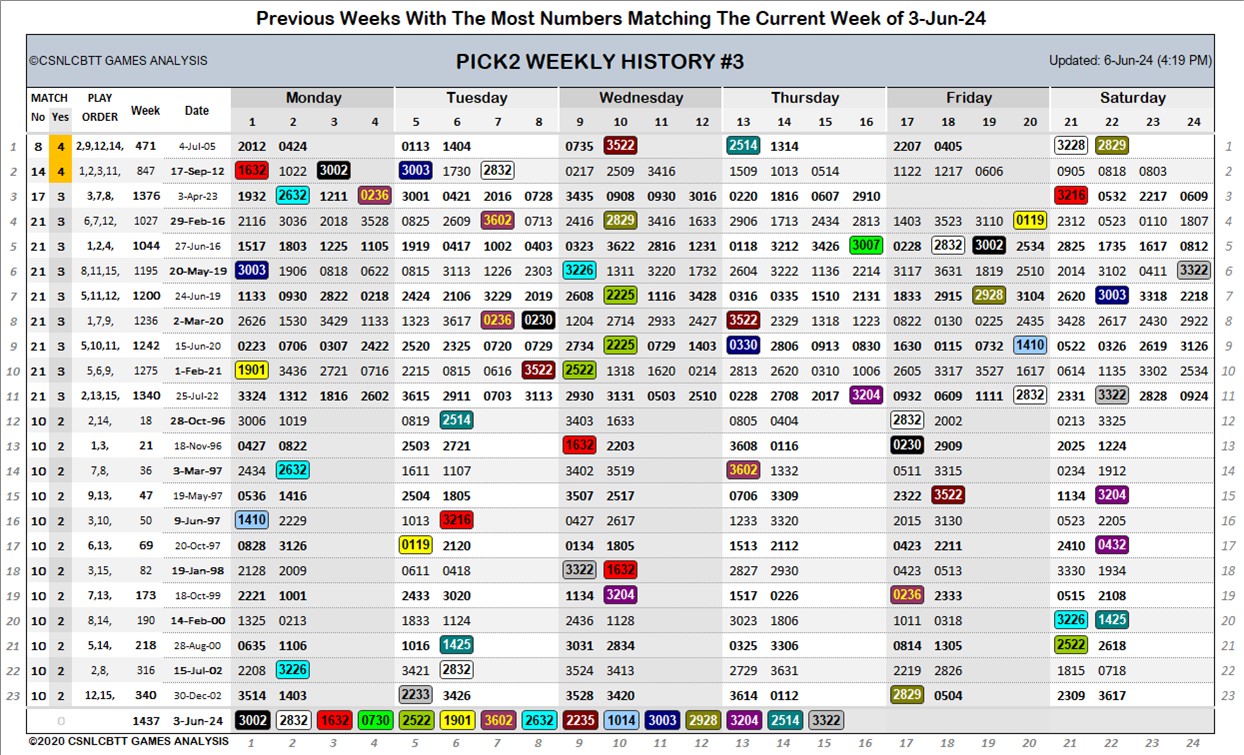 Previous Weeks With The Most Numbers Matching The Current Week of 3-Jun-24
©CSNLCBTT GAMES ANALYSIS PICK2 WEEKLY HISTORY #3 Updated: 6-Jun-24 (4:19 PM)
MATCH PLAY Week Date Monday Tuesday Wednesday Thursday Friday Saturday
No Yes ORDER 1 2 3 4 5 6 7 8 9 10 11 12 13 14 15 16 17 18 19 20 21 22 23 24
1 8 4 2,9,12,14, 471 4-Jul-05 2012 0424 0113 1404 0735 3522 2514 1314 2207 0405 3228 2829 1
2 14 4 1,2,3,11, 847 17-Sep-12 1632 1022 3002 3003 1730 2832 0217 2509 3416 1509 1013 0514 1122 1217 0606 0905 0818 0803 2
3 17 3 3,7,8, 1376 3-Apr-23 1932 2632 1211 0236 3001 0421 2016 0728 3435 0908 0930 3016 0220 1816 0607 2910 3216 0532 2217 0609 3
4 21 3 6,7,12, 1027 29-Feb-16 2116 3036 2018 3528 0825 2609 3602 0713 2416 2829 3416 1633 2906 1713 2434 2813 1403 3523 3110 0119 2312 0523 0110 1807 4
5 21 3 1,2,4, 1044 27-Jun-16 1517 1803 1225 1105 1919 0417 1002 0403 0323 3622 2816 1231 0118 3212 3426 3007 0228 2832 3002 2534 2825 1735 1617 0812 5
6 21 3 8,11,15, 1195 20-May-19 3003 1906 0818 0622 0815 3113 1226 2303 3226 1311 3220 1732 2604 3222 1136 2214 3117 3631 1819 2510 2014 3102 0411 3322 6
7 21 3 5,11,12, 1200 24-Jun-19 1133 0930 2822 0218 2424 2106 3229 2019 2608 2225 1116 3428 0316 0335 1510 2131 1833 2915 2928 3104 2620 3003 3318 2218 7
8 21 3 1,7,9, 1236 2-Mar-20 2626 1530 3429 1133 1323 3617 0236 0230 1204 2714 2933 2427 3522 2329 1318 1223 0822 0130 0225 2435 3428 2617 2430 2922 8
9 21 3 5,10,11, 1242 15-Jun-20 0223 0706 0307 2422 2520 2325 0720 0729 2734 2225 0729 1403 0330 2806 0913 0830 1630 0115 0732 1410 0522 0326 2619 3126 9
10 21 3 5,6,9, 1275 1-Feb-21 1901 3436 2721 0716 2215 0815 0616 3522 2522 1318 1620 0214 2813 2620 0310 1006 2605 3317 3527 1617 0614 1135 3302 2534 10
11 21 3 2,13,15, 1340 25-Jul-22 3324 1312 1816 2602 3615 2911 0703 3113 2930 3131 0503 2510 0228 2708 2017 3204 0932 0609 1111 2832 2331 3322 2828 0924 11
12 10 2 2,14, 18 28-Oct-96 3006 1019 0819 2514 3403 1633 0805 0404 2832 2002 0213 3325 12
13 10 2 1,3, 21 18-Nov-96 0427 0822 2503 2721 1632 2203 3608 0116 0230 2909 2025 1224 13
14 10 2 7,8, 36 3-Mar-97 2434 2632 1611 1107 3402 3519 3602 1332 0511 3315 0234 1912 14
15 10 2 9,13, 47 19-May-97 0536 1416 2504 1805 3507 2517 0706 3309 2322 3522 1134 3204 15
16 10 2 3,10, 50 9-Jun-97 1410 2229 1013 3216 0427 2617 1233 3320 2015 3130 0523 2205 16
17 10 2 6,13, 69 20-Oct-97 0828 3126 0119 2120 0134 1805 1513 2112 0423 2211 2410 0432 17
18 10 2 3,15, 82 19-Jan-98 2128 2009 0611 0418 3322 1632 2827 2930 0423 0513 3330 1934 18
19 10 2 7,13, 173 18-Oct-99 2221 1001 2433 3020 1134 3204 1517 0226 0236 2333 0515 2108 19
20 10 2 8,14, 190 14-Feb-00 1325 0213 1833 1124 2436 1128 3023 1806 1011 0318 3226 1425 20
21 10 2 5,14, 218 28-Aug-00 0635 1106 1016 1425 3031 2834 0325 3306 0814 1305 2522 2618 21
22 10 2 2,8, 316 15-Jul-02 2208 3226 3421 2832 3524 3413 2729 3631 2219 2826 1815 0718 22
23 10 2 12,15, 340 30-Dec-02 3514 1403 2233 3426 3528 3420 3614 0112 2829 0504 2309 3617 23
0 1437 3-Jun-24 3002 2832 1632 0730 2522 1901 3602 2632 2235 1014 3003 2928 3204 2514 3322
©2020 CSNLCBTT GAMES ANALYSIS 1 2 3 4 5 6 7 8 9 10 11 12 13 14 15 16 17 18 19 20 21 22 23 24